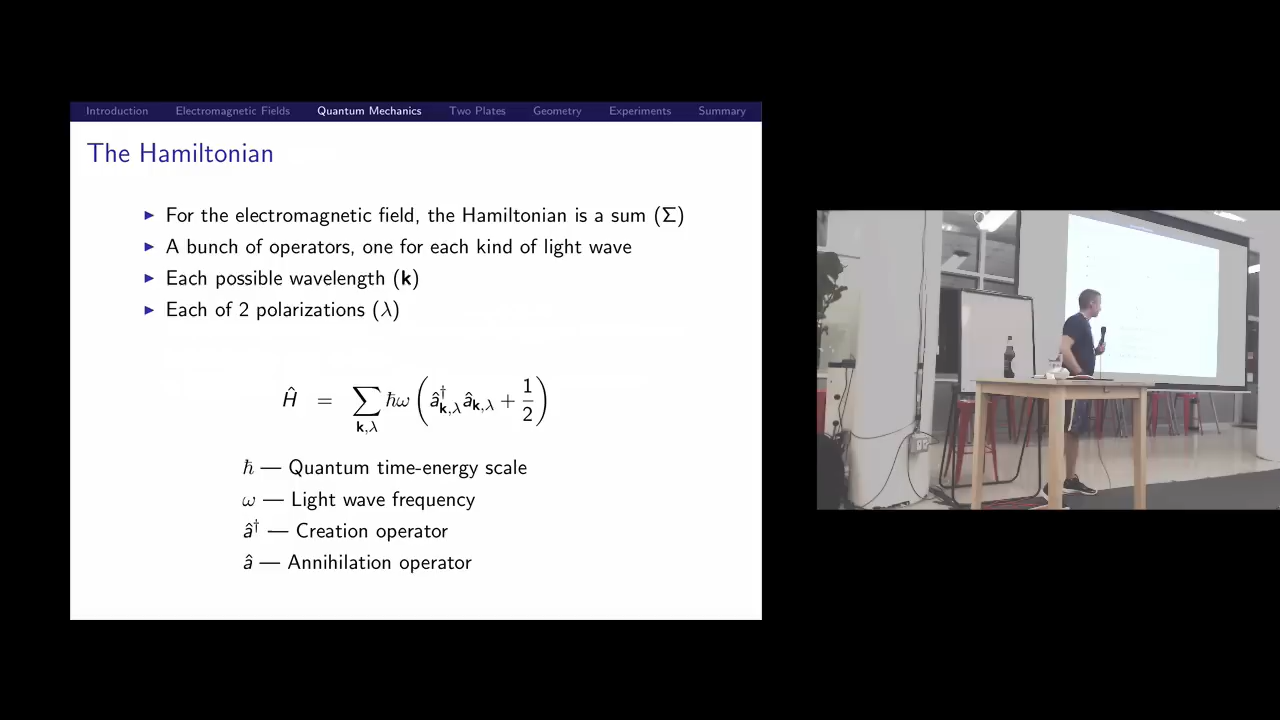 Introduction Electromagnetic Fields Quantum Mechanics Two Plates Geometry Experiments Summary
The Hamiltonian
▶ For the electromagnetic field, the Hamiltonian is a sum (Σ)
▶ A bunch of operators, one for each kind of light wave
▶ Each possible wavelength (k)
▶ Each of 2 polarizations (λ)
Ĥ = ∑_{k,λ} ħω ( â†_{k,λ} â_{k,λ} + 1/2 )
ħ — Quantum time-energy scale
ω — Light wave frequency
↠— Creation operator
â — Annihilation operator